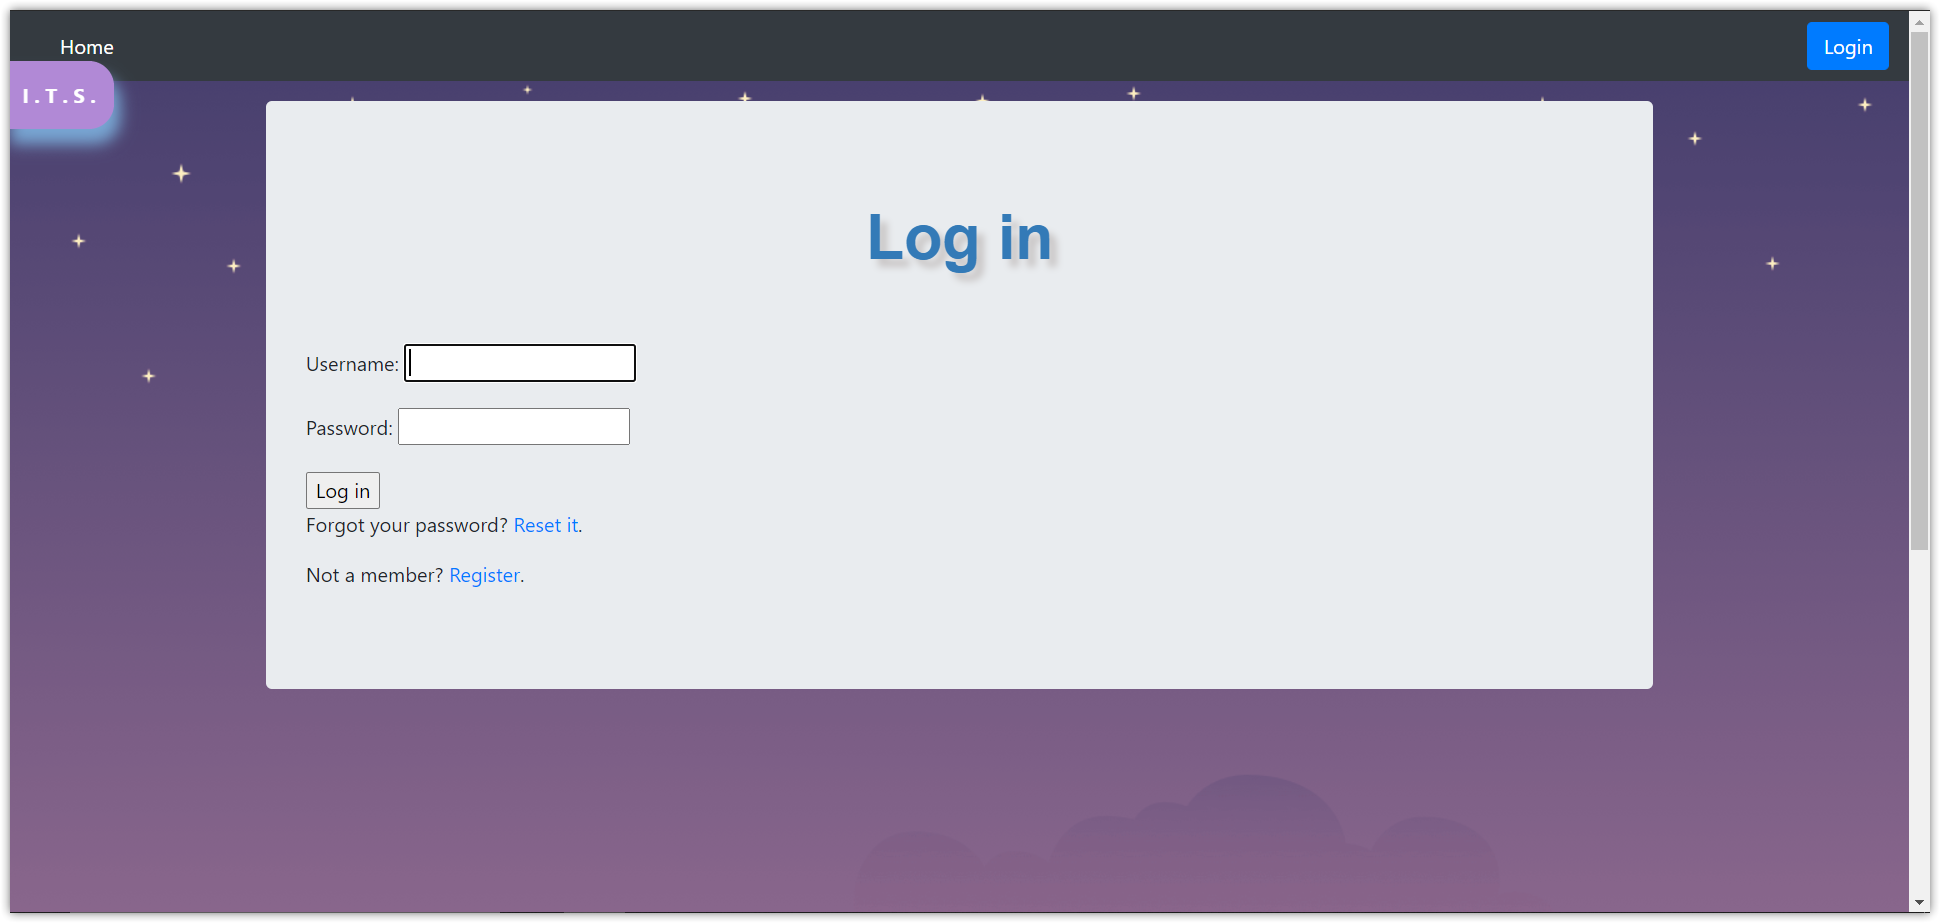 Home
Login
I.T.S.
Log in
Username:
Password:
Log in
Forgot your password? Reset it.
Not a member? Register.